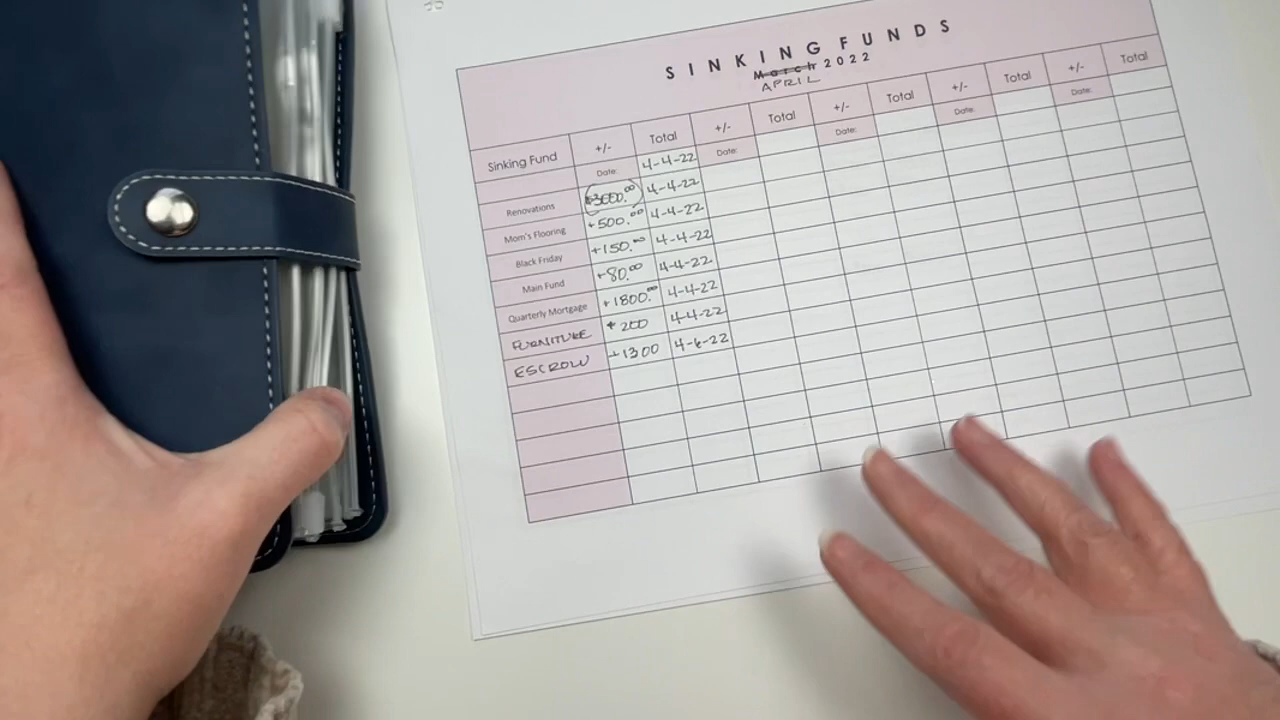 SINKING FUNDS
March 2022
APRIL
Sinking Fund +/- Total +/- Total +/- Total +/- Total +/- Total
Date: 4-4-22 Date: Date: Date: Date:
Renovations +3000.00 4-4-22
Mom's Flooring +500.00 4-4-22
Black Friday +150.00 4-4-22
Main Fund +80.00 4-4-22
Quarterly Mortgage +1800.00 4-4-22
FURNITURE +200 4-4-22
ESCROW +1300 4-6-22